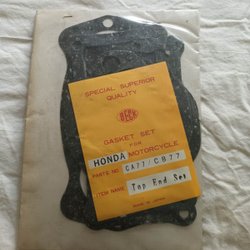 SPECIAL SUPERIOR
QUALITY
BECK
GASKET SET
FOR
HONDA MOTORCYCLE
PARTS NO. CA77/CB77
ITEM NAME: Top End Set
MADE IN JAPAN